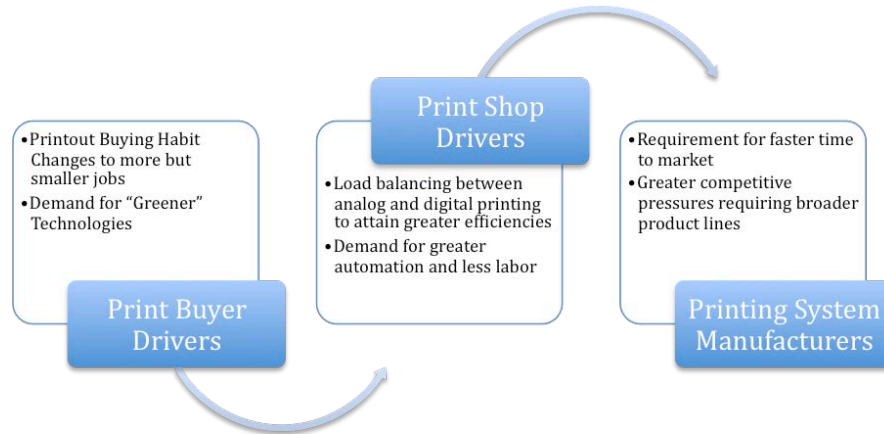 •Printout Buying Habit
Changes to more but
smaller jobs
•Demand for “Greener”
Technologies
Print Buyer
Drivers
Print Shop
Drivers
•Load balancing between
analog and digital printing
to attain greater efficiencies
•Demand for greater
automation and less labor
•Requirement for faster time
to market
•Greater competitive
pressures requiring broader
product lines
Printing System
Manufacturers